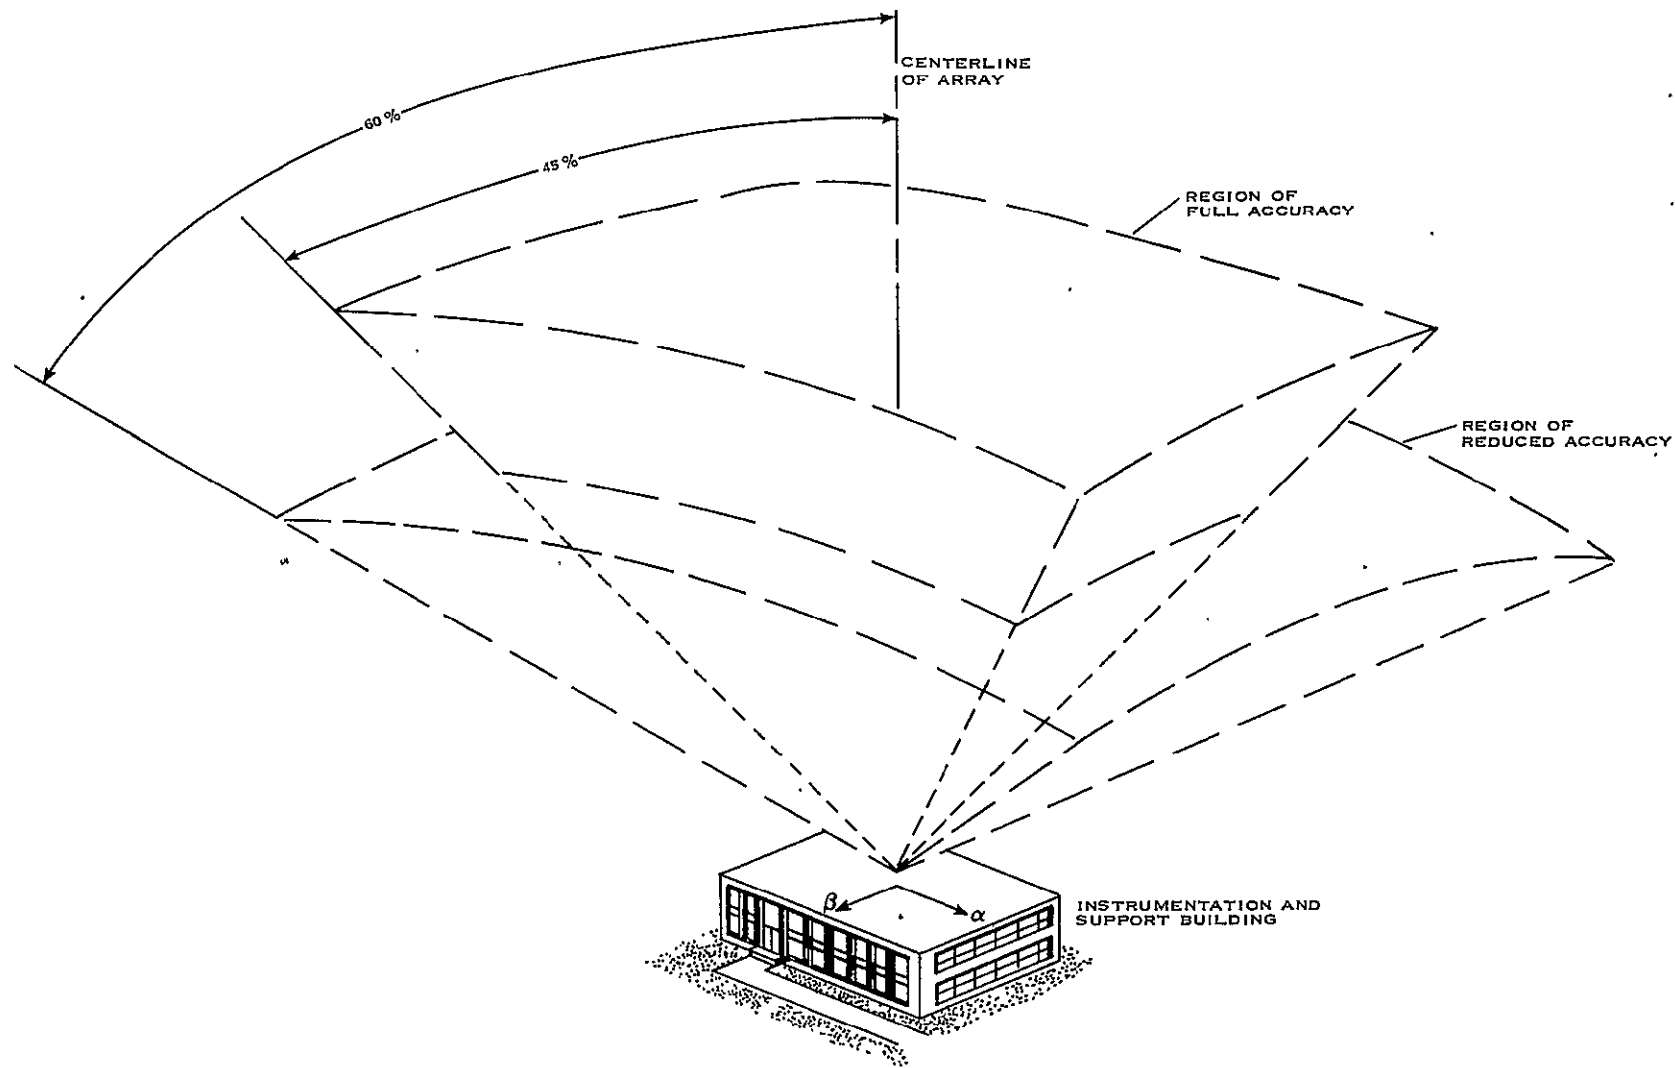 CENTERLINE
OF ARRAY
60%
45%
REGION OF
FULL ACCURACY
REGION OF
REDUCED ACCURACY
β
α
INSTRUMENTATION AND
SUPPORT BUILDING